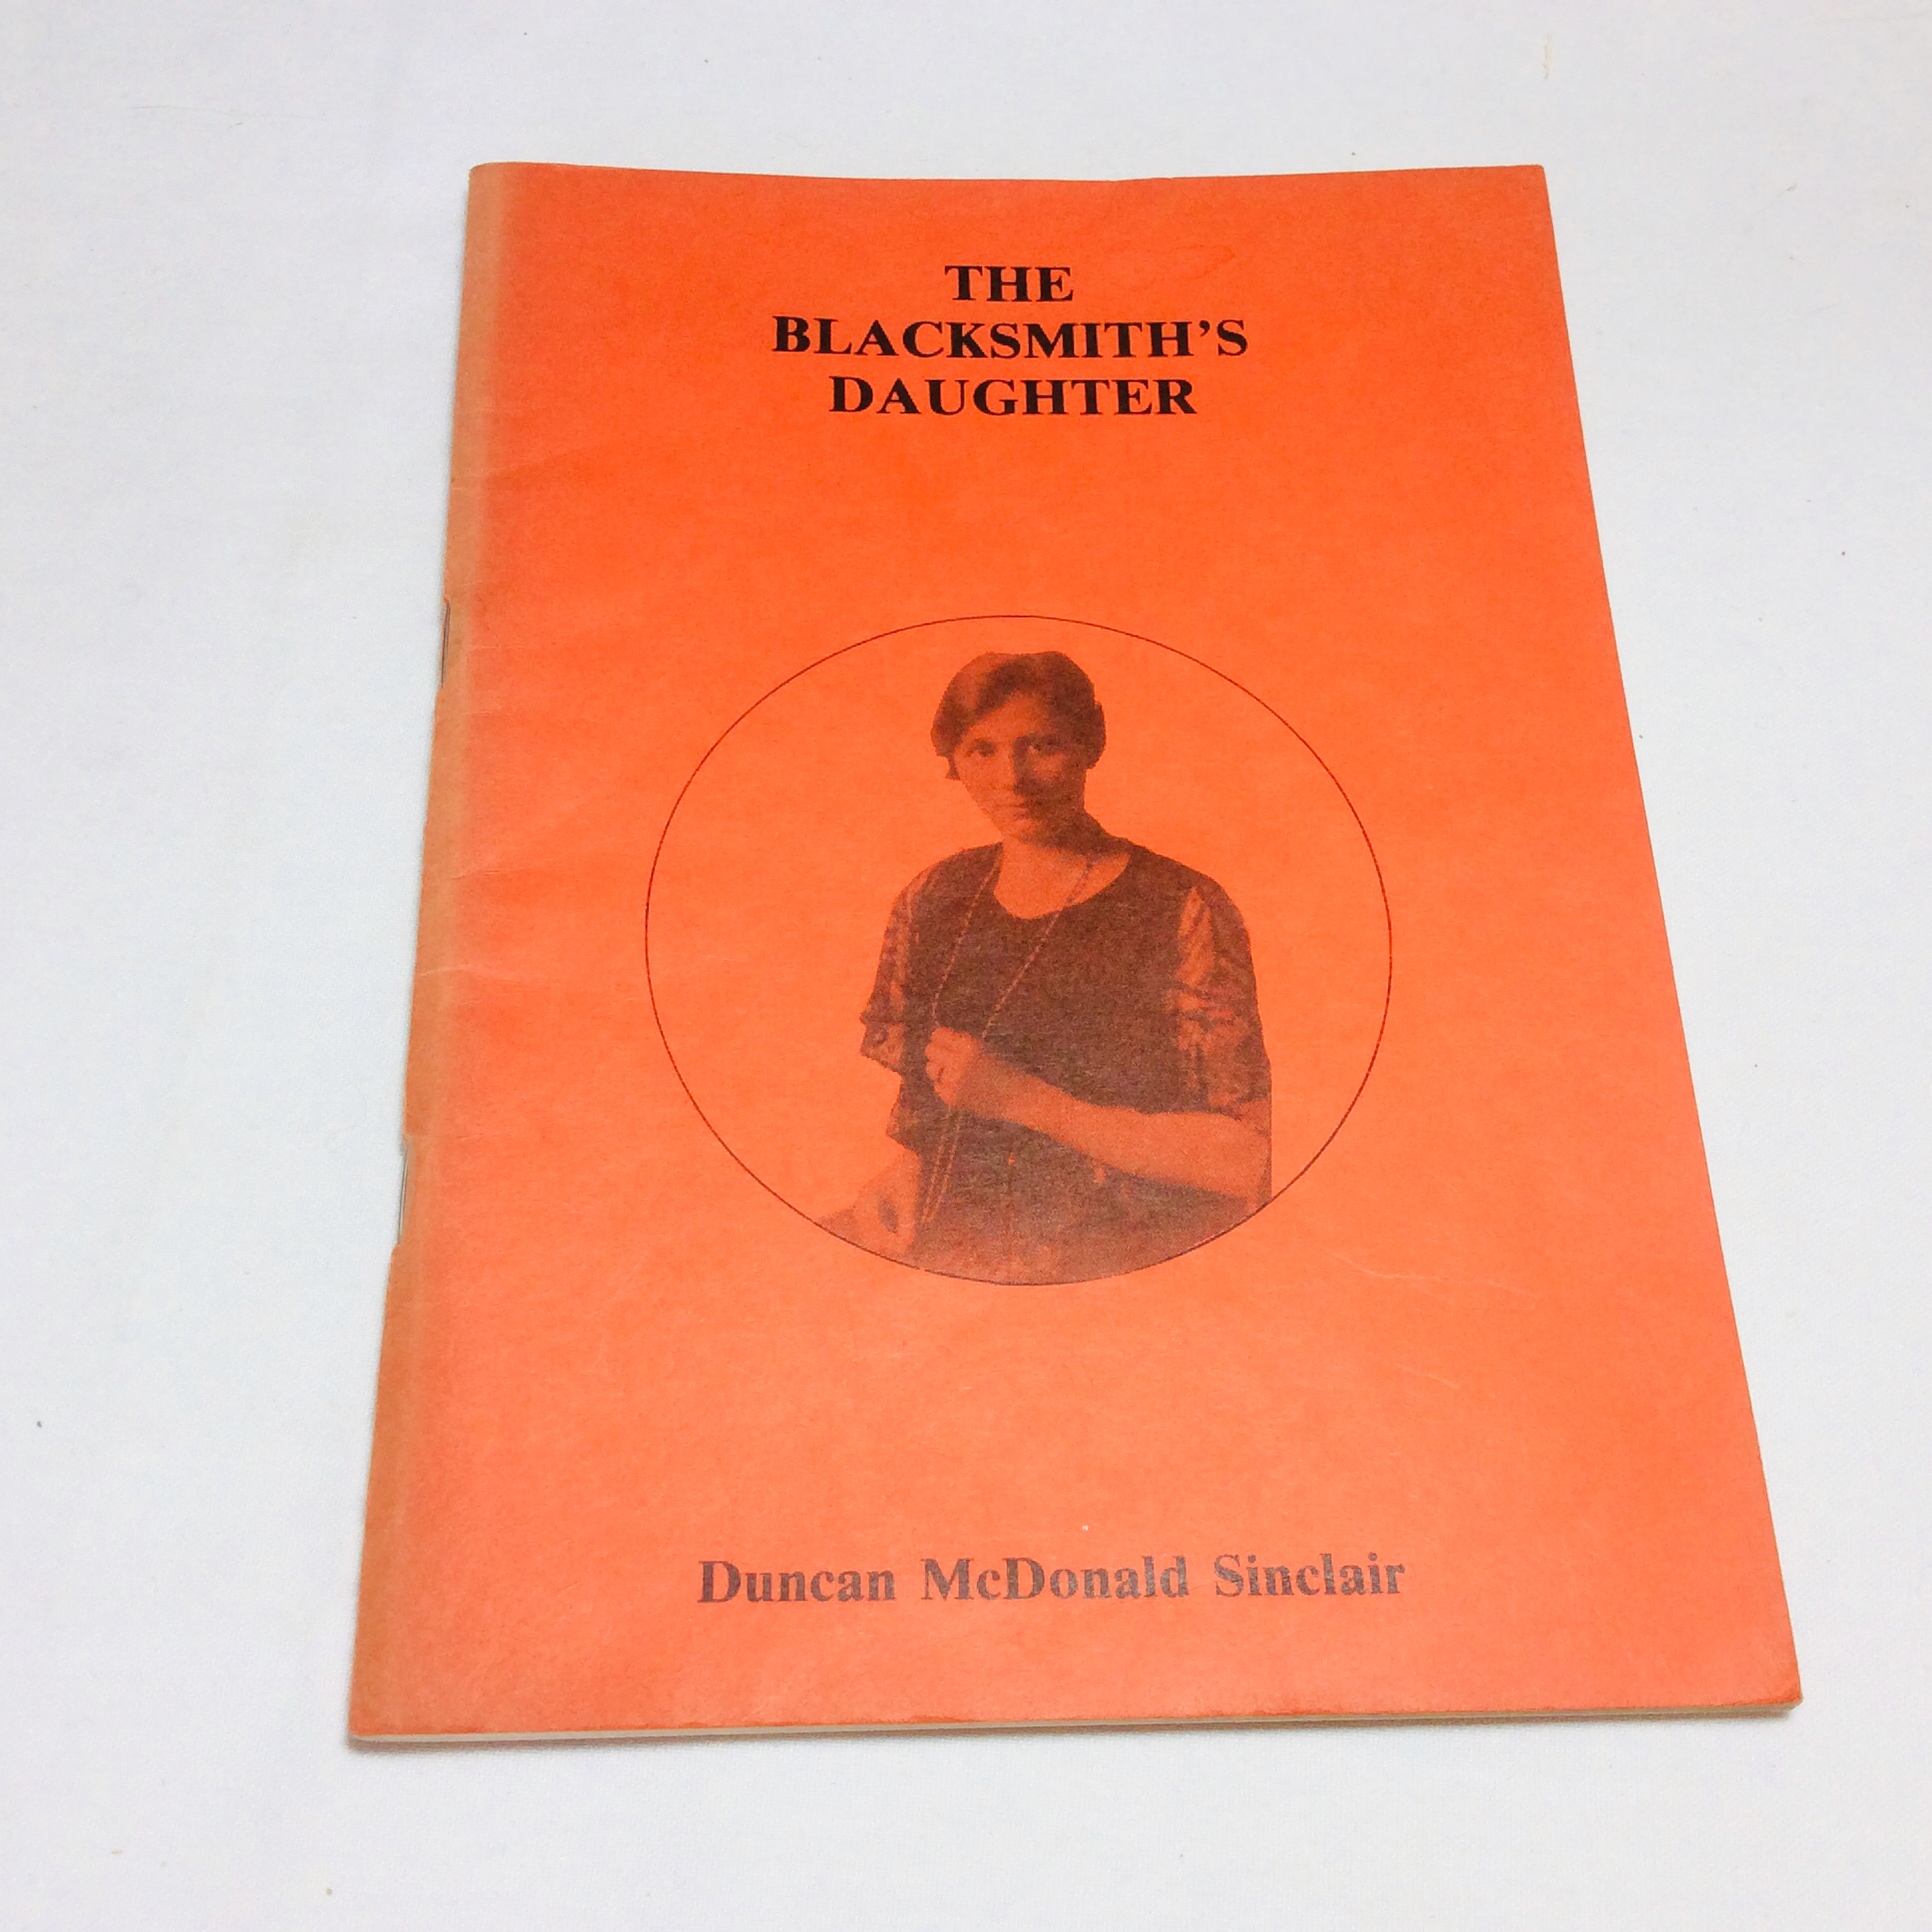 THE
BLACKSMITH'S
DAUGHTER
Duncan McDonald Sinclair